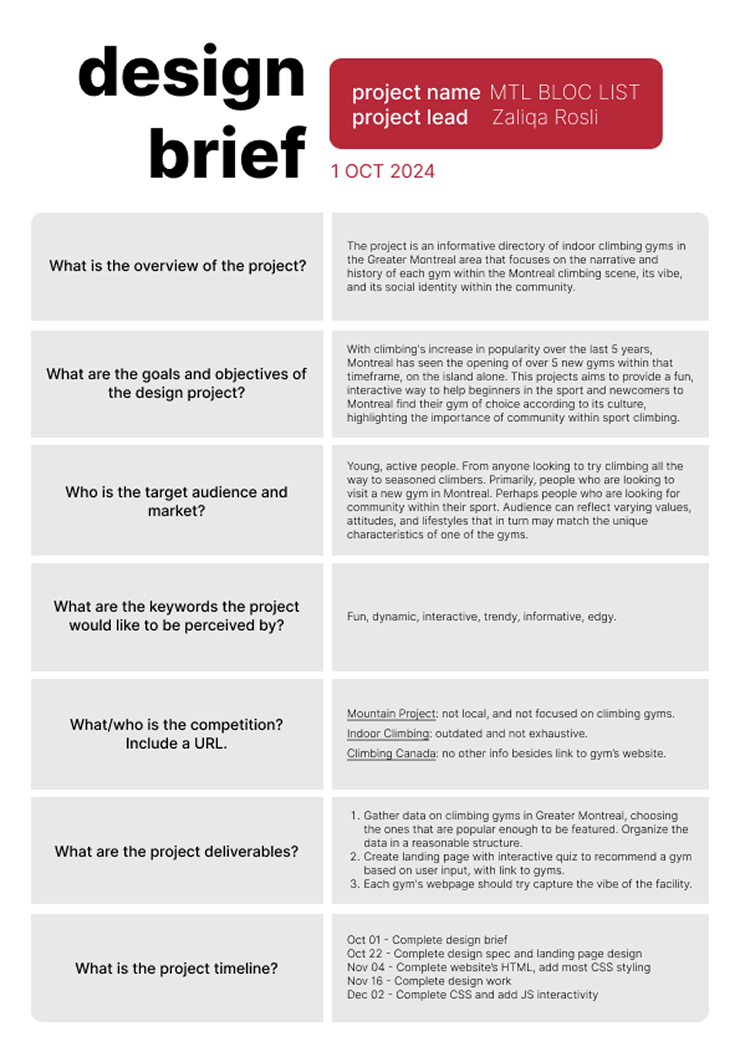 design
brief
project name MTL BLOC LIST
project lead Zaliqa Rosli
1 OCT 2024
What is the overview of the project?
The project is an informative directory of indoor climbing gyms in
the Greater Montreal area that focuses on the narrative and
history of each gym within the Montreal climbing scene, its vibe,
and its social identity within the community.
What are the goals and objectives of
the design project?
With climbing's increase in popularity over the last 5 years,
Montreal has seen the opening of over 5 new gyms within that
timeframe, on the island alone. This projects aims to provide a fun,
interactive way to help beginners in the sport and newcomers to
Montreal find their gym of choice according to its culture,
highlighting the importance of community within sport climbing.
Who is the target audience and
market?
Young, active people. From anyone looking to try climbing all the
way to seasoned climbers. Primarily, people who are looking to
visit a new gym in Montreal. Perhaps people who are looking for
community within their sport. Audience can reflect varying values,
attitudes, and lifestyles that in turn may match the unique
characteristics of one of the gyms.
What are the keywords the project
would like to be perceived by?
Fun, dynamic, interactive, trendy, informative, edgy.
What/who is the competition?
Include a URL.
Mountain Project: not local, and not focused on climbing gyms.
Indoor Climbing: outdated and not exhaustive.
Climbing Canada: no other info besides link to gym's website.
What are the project deliverables?
1. Gather data on climbing gyms in Greater Montreal, choosing
the ones that are popular enough to be featured. Organize the
data in a reasonable structure.
2. Create landing page with interactive quiz to recommend a gym
based on user input, with link to gyms.
3. Each gym's webpage should try capture the vibe of the facility.
What is the project timeline?
Oct 01 - Complete design brief
Oct 22 - Complete design spec and landing page design
Nov 04 - Complete website's HTML, add most CSS styling
Nov 16 - Complete design work
Dec 02 - Complete CSS and add JS interactivity